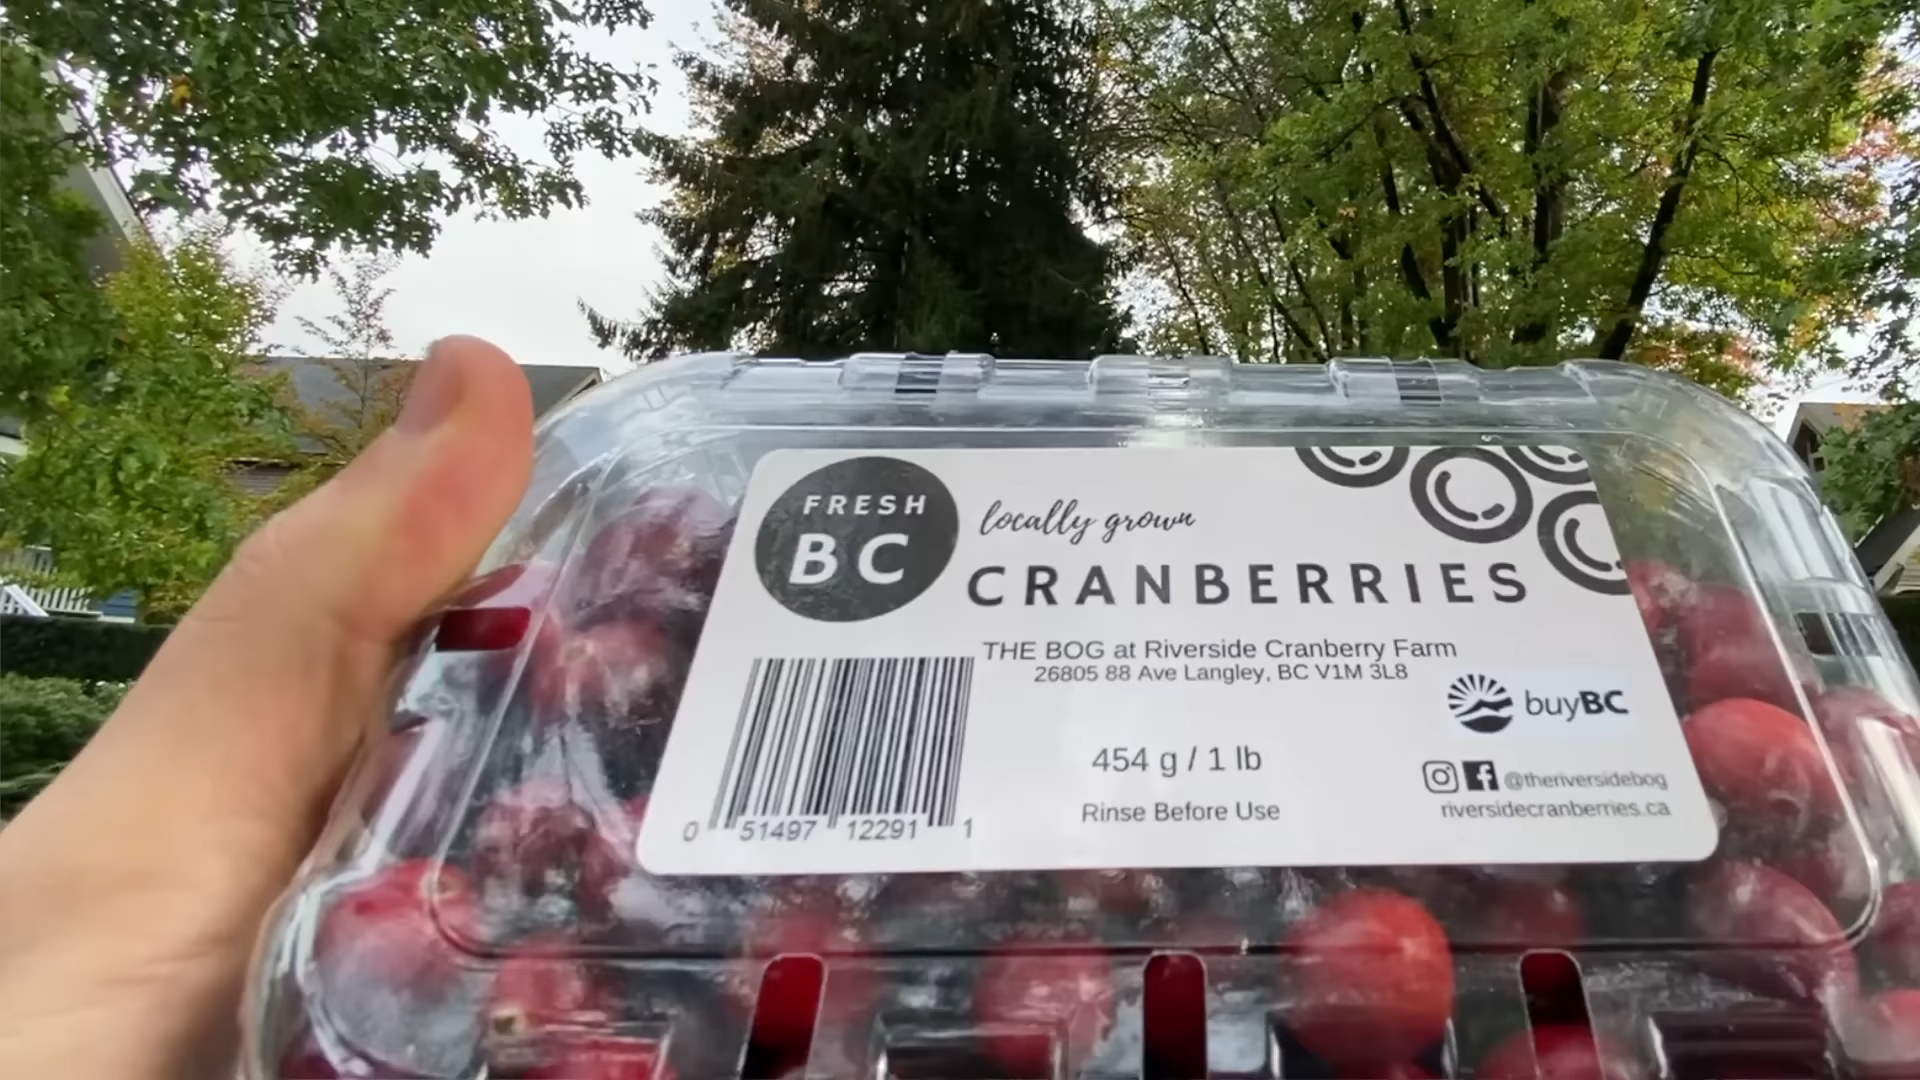 FRESH
BC
locally grown
CRANBERRIES
THE BOG at Riverside Cranberry Farm
26805 88 Ave Langley, BC V1M 3L8
buyBC
454 g / 1 lb
@theriversidebog
Rinse Before Use
riversidecranberries.ca
0 51497 12291 1